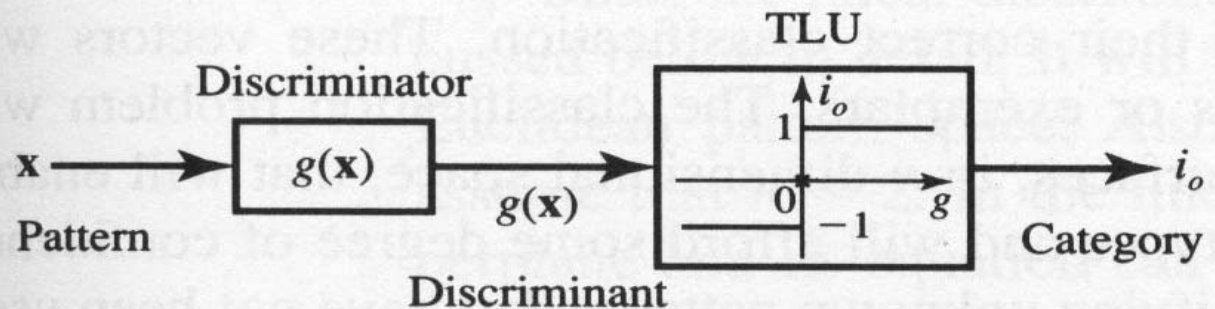 TLU
Discriminator
x
g(x)
g(x)
i_o
1
0
g
−1
i_o
Pattern
Category
Discriminant